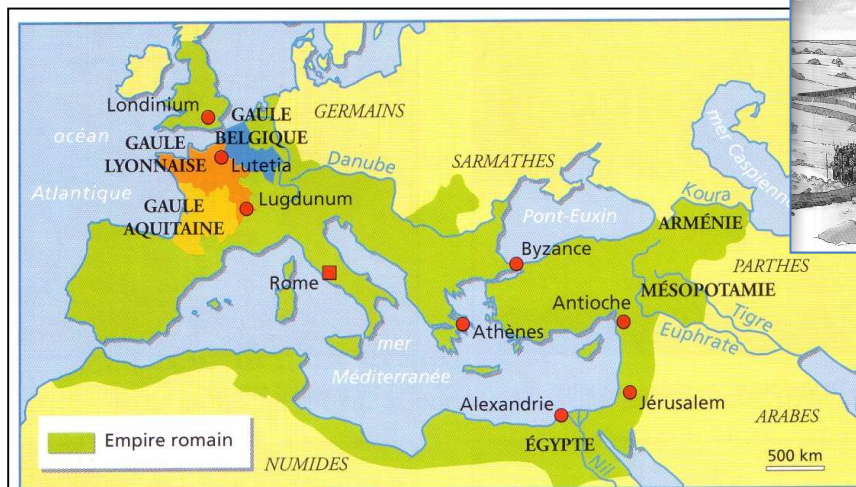 Londinium
GAULE
BELGIQUE
GERMAINS
océan
Atlantique
GAULE
LYONNAISE
Lutetia
Danube
SARMATHES
mer Caspienne
Lugdunum
GAULE
AQUITAINE
Pont-Euxin
Koura
ARMÉNIE
Rome
Byzance
PARTHES
MÉSOPOTAMIE
Antioche
Tigre
Euphrate
Athènes
mer
Méditerranée
Alexandrie
Jérusalem
ARABES
Empire romain
ÉGYPTE
Nil
NUMIDES
500 km